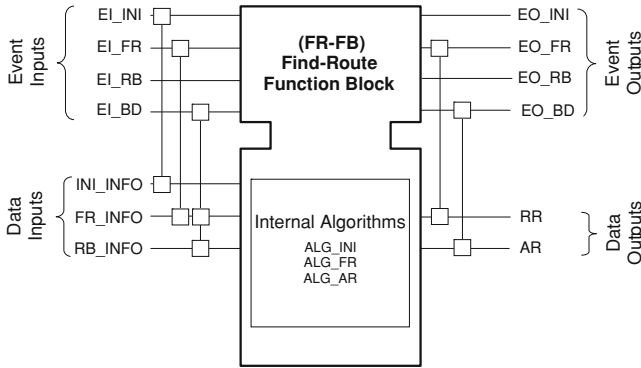 Event
Inputs
EI_INI
EI_FR
EI_RB
EI_BD
(FR-FB)
Find-Route
Function Block
EO_INI
EO_FR
EO_RB
EO_BD
Event
Outputs
Data
Inputs
INI_INFO
FR_INFO
RB_INFO
Internal Algorithms
ALG_INI
ALG_FR
ALG_AR
RR
AR
Data
Outputs